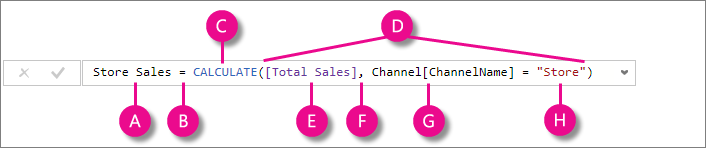 C D
Store Sales = CALCULATE([Total Sales], Channel[ChannelName] = "Store")
A B E F G H